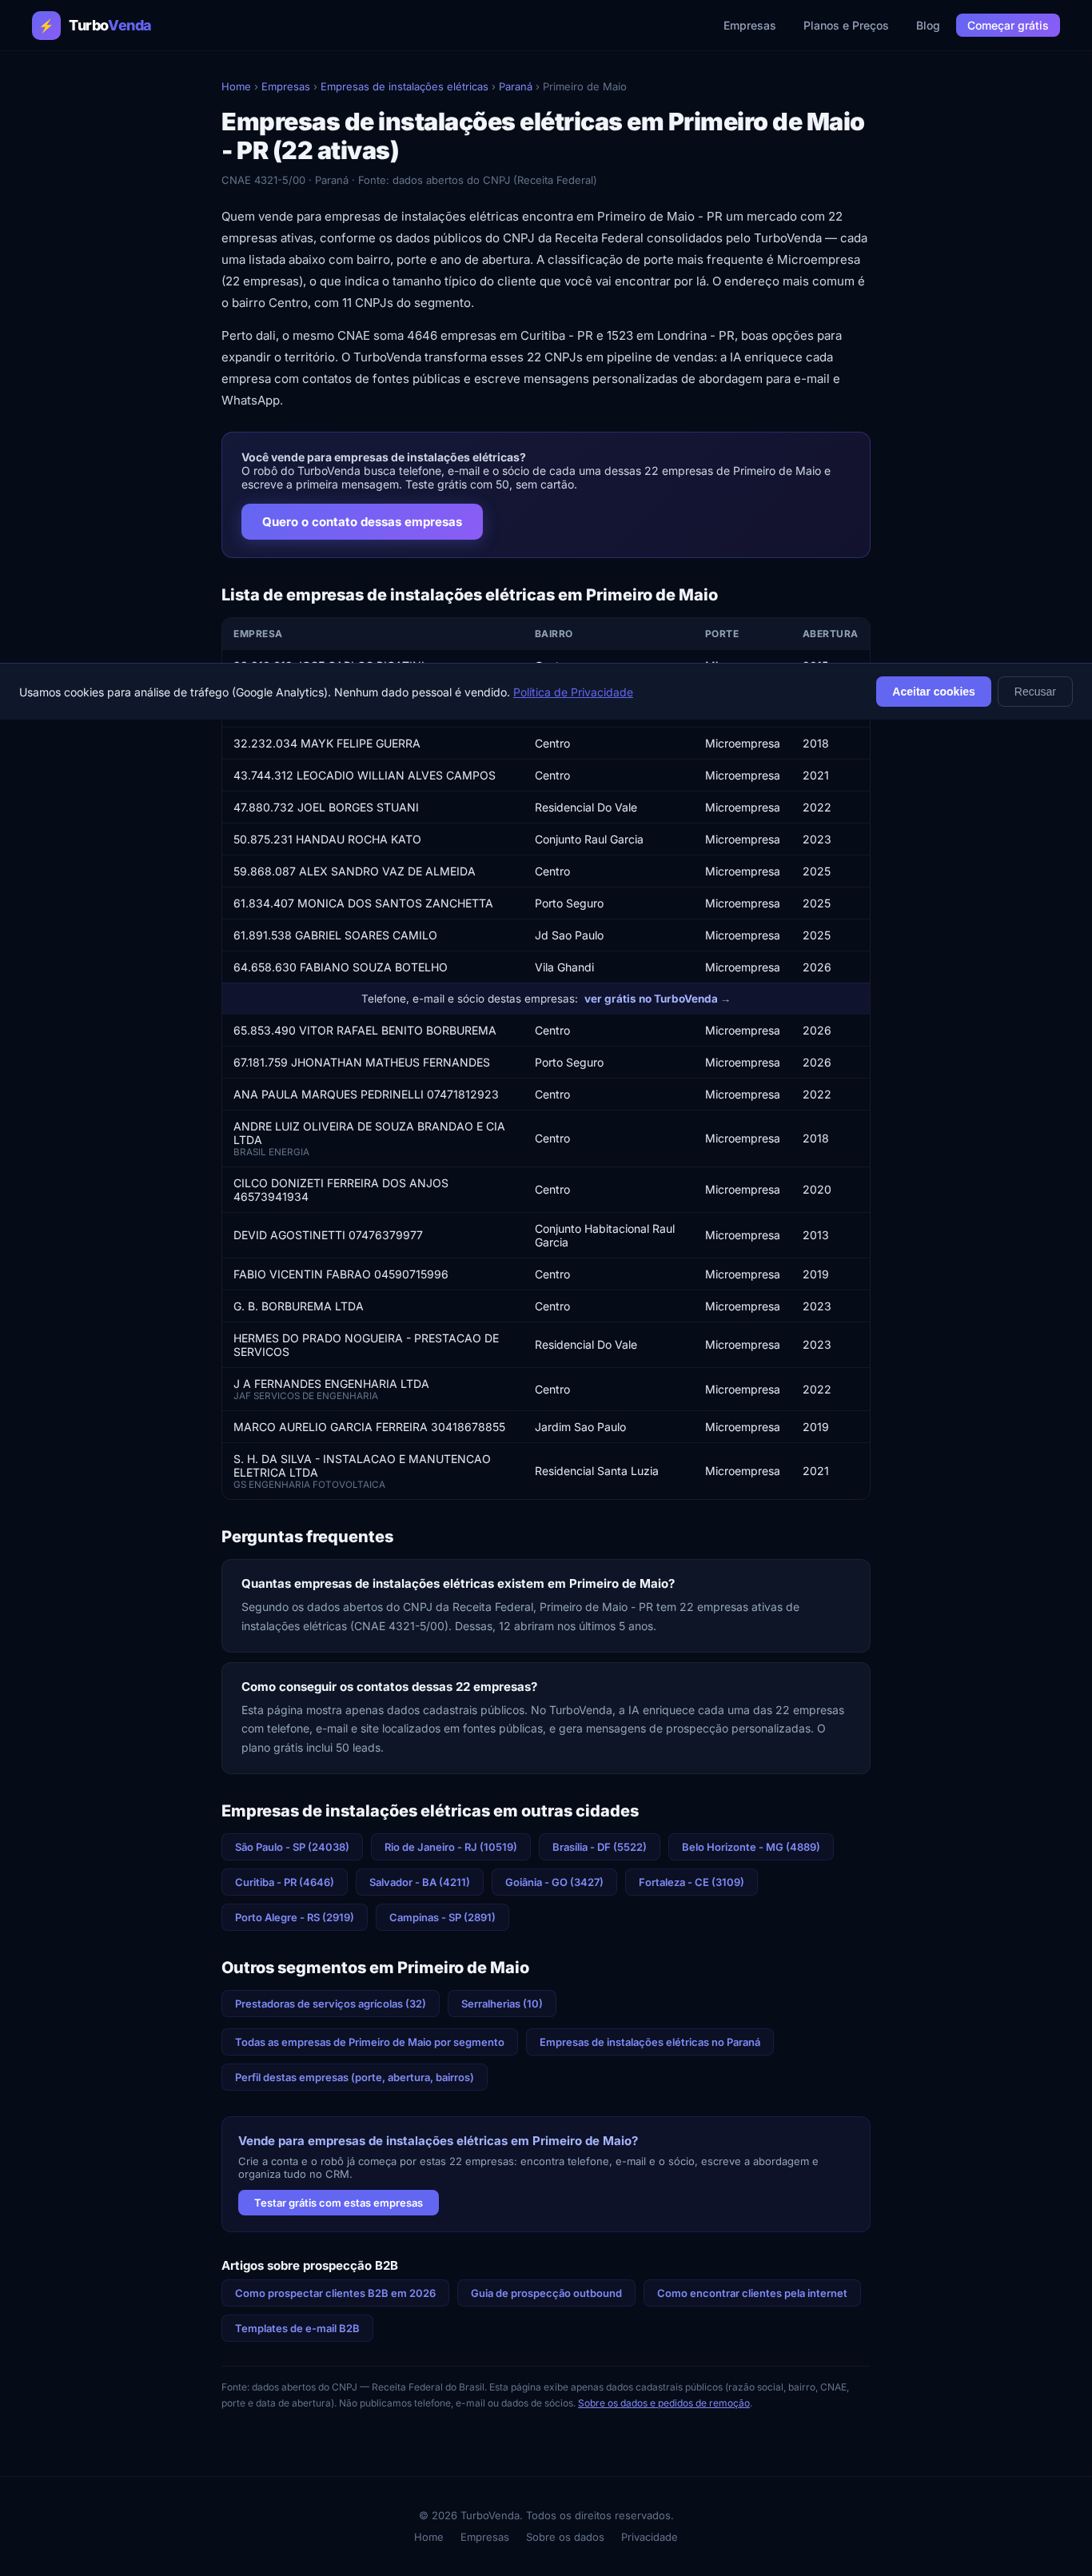 ⚡ TurboVenda
Empresas
Planos e Preços
Blog
Começar grátis
Home › Empresas › Empresas de instalações elétricas › Paraná › Primeiro de Maio
Empresas de instalações elétricas em Primeiro de Maio
- PR (22 ativas)
CNAE 4321-5/00 · Paraná · Fonte: dados abertos do CNPJ (Receita Federal)
Quem vende para empresas de instalações elétricas encontra em Primeiro de Maio - PR um mercado com 22
empresas ativas, conforme os dados públicos do CNPJ da Receita Federal consolidados pelo TurboVenda — cada
uma listada abaixo com bairro, porte e ano de abertura. A classificação de porte mais frequente é Microempresa
(22 empresas), o que indica o tamanho típico do cliente que você vai encontrar por lá. O endereço mais comum é
o bairro Centro, com 11 CNPJs do segmento.
Perto dali, o mesmo CNAE soma 4646 empresas em Curitiba - PR e 1523 em Londrina - PR, boas opções para
expandir o território. O TurboVenda transforma esses 22 CNPJs em pipeline de vendas: a IA enriquece cada
empresa com contatos de fontes públicas e escreve mensagens personalizadas de abordagem para e-mail e
WhatsApp.
Você vende para empresas de instalações elétricas?
O robô do TurboVenda busca telefone, e-mail e o sócio de cada uma dessas 22 empresas de Primeiro de Maio e
escreve a primeira mensagem. Teste grátis com 50, sem cartão.
Quero o contato dessas empresas
Lista de empresas de instalações elétricas em Primeiro de Maio
EMPRESA BAIRRO PORTE ABERTURA
Usamos cookies para análise de tráfego (Google Analytics). Nenhum dado pessoal é vendido. Política de Privacidade
Aceitar cookies
Recusar
32.232.034 MAYK FELIPE GUERRA Centro Microempresa 2018
43.744.312 LEOCADIO WILLIAN ALVES CAMPOS Centro Microempresa 2021
47.880.732 JOEL BORGES STUANI Residencial Do Vale Microempresa 2022
50.875.231 HANDAU ROCHA KATO Conjunto Raul Garcia Microempresa 2023
59.868.087 ALEX SANDRO VAZ DE ALMEIDA Centro Microempresa 2025
61.834.407 MONICA DOS SANTOS ZANCHETTA Porto Seguro Microempresa 2025
61.891.538 GABRIEL SOARES CAMILO Jd Sao Paulo Microempresa 2025
64.658.630 FABIANO SOUZA BOTELHO Vila Ghandi Microempresa 2026
Telefone, e-mail e sócio destas empresas: ver grátis no TurboVenda →
65.853.490 VITOR RAFAEL BENITO BORBUREMA Centro Microempresa 2026
67.181.759 JHONATHAN MATHEUS FERNANDES Porto Seguro Microempresa 2026
ANA PAULA MARQUES PEDRINELLI 07471812923 Centro Microempresa 2022
ANDRE LUIZ OLIVEIRA DE SOUZA BRANDAO E CIA
LTDA
BRASIL ENERGIA
Centro Microempresa 2018
CILCO DONIZETI FERREIRA DOS ANJOS
46573941934
Centro Microempresa 2020
DEVID AGOSTINETTI 07476379977
Conjunto Habitacional Raul
Garcia
Microempresa 2013
FABIO VICENTIN FABRAO 04590715996 Centro Microempresa 2019
G. B. BORBUREMA LTDA Centro Microempresa 2023
HERMES DO PRADO NOGUEIRA - PRESTACAO DE
SERVICOS
Residencial Do Vale Microempresa 2023
J A FERNANDES ENGENHARIA LTDA
JAF SERVICOS DE ENGENHARIA
Centro Microempresa 2022
MARCO AURELIO GARCIA FERREIRA 30418678855 Jardim Sao Paulo Microempresa 2019
S. H. DA SILVA - INSTALACAO E MANUTENCAO
ELETRICA LTDA
GS ENGENHARIA FOTOVOLTAICA
Residencial Santa Luzia Microempresa 2021
Perguntas frequentes
Quantas empresas de instalações elétricas existem em Primeiro de Maio?
Segundo os dados abertos do CNPJ da Receita Federal, Primeiro de Maio - PR tem 22 empresas ativas de
instalações elétricas (CNAE 4321-5/00). Dessas, 12 abriram nos últimos 5 anos.
Como conseguir os contatos dessas 22 empresas?
Esta página mostra apenas dados cadastrais públicos. No TurboVenda, a IA enriquece cada uma das 22 empresas
com telefone, e-mail e site localizados em fontes públicas, e gera mensagens de prospecção personalizadas. O
plano grátis inclui 50 leads.
Empresas de instalações elétricas em outras cidades
São Paulo - SP (24038)
Rio de Janeiro - RJ (10519)
Brasília - DF (5522)
Belo Horizonte - MG (4889)
Curitiba - PR (4646)
Salvador - BA (4211)
Goiânia - GO (3427)
Fortaleza - CE (3109)
Porto Alegre - RS (2919)
Campinas - SP (2891)
Outros segmentos em Primeiro de Maio
Prestadoras de serviços agrícolas (32)
Serralherias (10)
Todas as empresas de Primeiro de Maio por segmento
Empresas de instalações elétricas no Paraná
Perfil destas empresas (porte, abertura, bairros)
Vende para empresas de instalações elétricas em Primeiro de Maio?
Crie a conta e o robô já começa por estas 22 empresas: encontra telefone, e-mail e o sócio, escreve a abordagem e
organiza tudo no CRM.
Testar grátis com estas empresas
Artigos sobre prospecção B2B
Como prospectar clientes B2B em 2026
Guia de prospecção outbound
Como encontrar clientes pela internet
Templates de e-mail B2B
Fonte: dados abertos do CNPJ — Receita Federal do Brasil. Esta página exibe apenas dados cadastrais públicos (razão social, bairro, CNAE,
porte e data de abertura). Não publicamos telefone, e-mail ou dados de sócios. Sobre os dados e pedidos de remoção.
© 2026 TurboVenda. Todos os direitos reservados.
Home Empresas Sobre os dados Privacidade